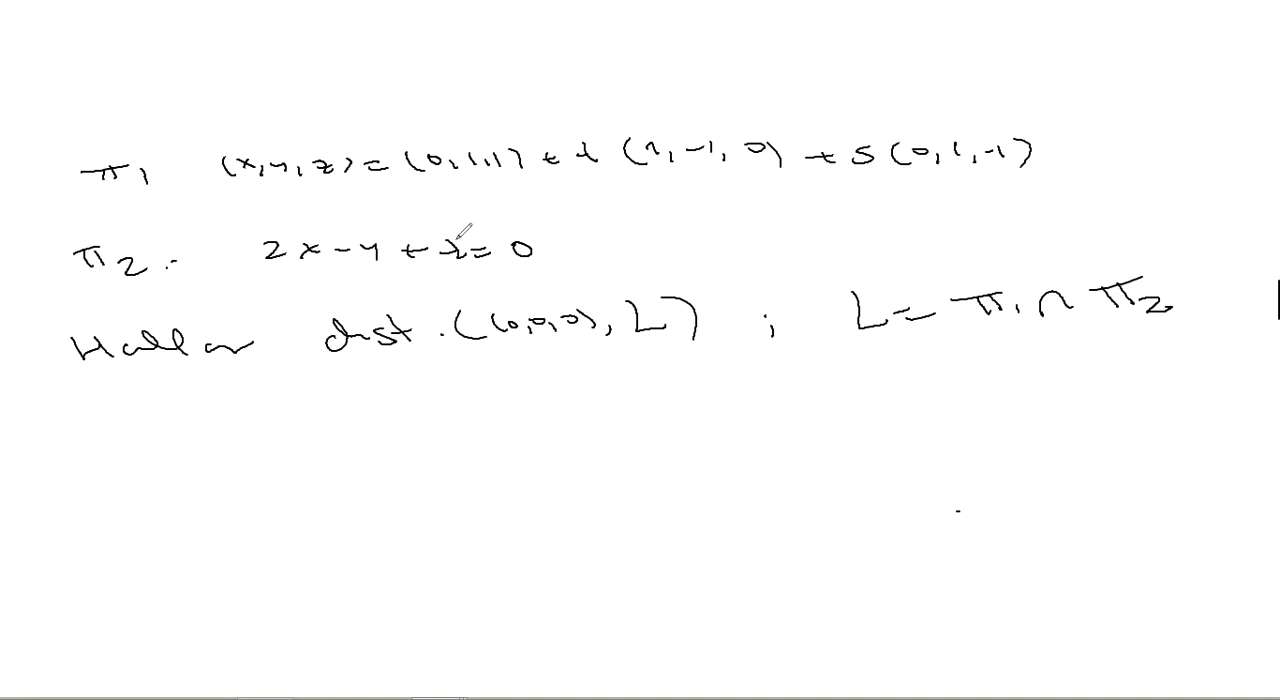 π1 (x,y,z)=(0,1,1) + t (1,-1,0) + s (0,1,-1)
π2: 2x-y+z=0
Hallar dist. ((0,0,0), L) ; L= π1 ∩ π2